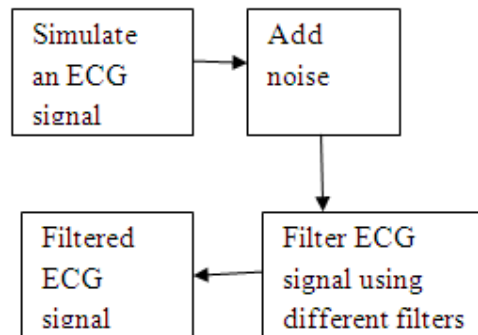 Simulate
an ECG
signal
Add
noise
Filter ECG
signal using
different filters
Filtered
ECG
signal